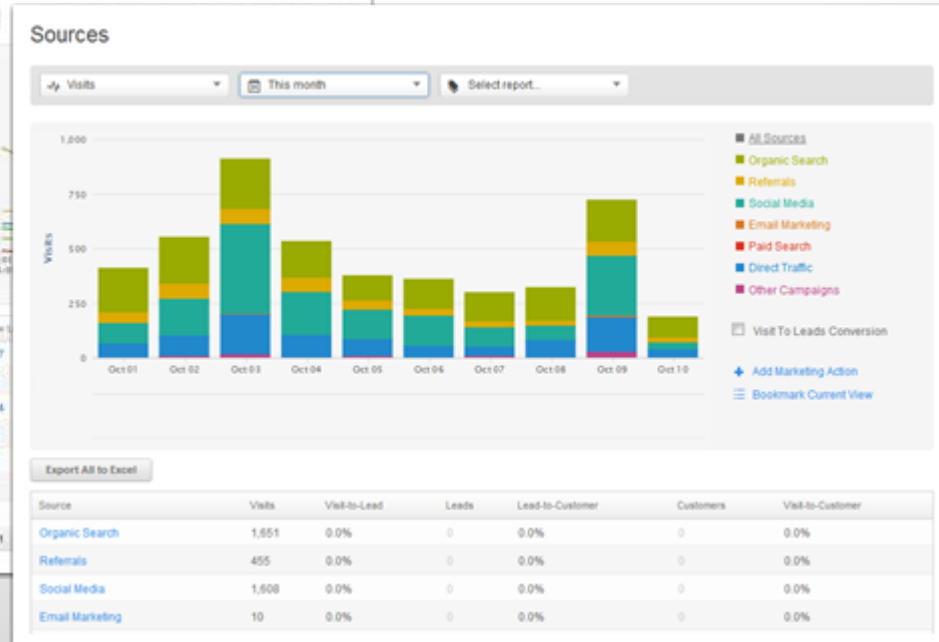 Sources
Visits
This month
Select report...
1,000
750
500
250
0
Visits
Oct 01
Oct 02
Oct 03
Oct 04
Oct 05
Oct 06
Oct 07
Oct 08
Oct 09
Oct 10
All Sources
Organic Search
Referrals
Social Media
Email Marketing
Paid Search
Direct Traffic
Other Campaigns
Visit To Leads Conversion
Add Marketing Action
Bookmark Current View
Export All to Excel
Source Visits Visit-to-Lead Leads Lead-to-Customer Customers Visit-to-Customer
Organic Search 1,651 0.0% 0 0.0% 0 0.0%
Referrals 455 0.0% 0 0.0% 0 0.0%
Social Media 1,608 0.0% 0 0.0% 0 0.0%
Email Marketing 10 0.0% 0 0.0% 0 0.0%